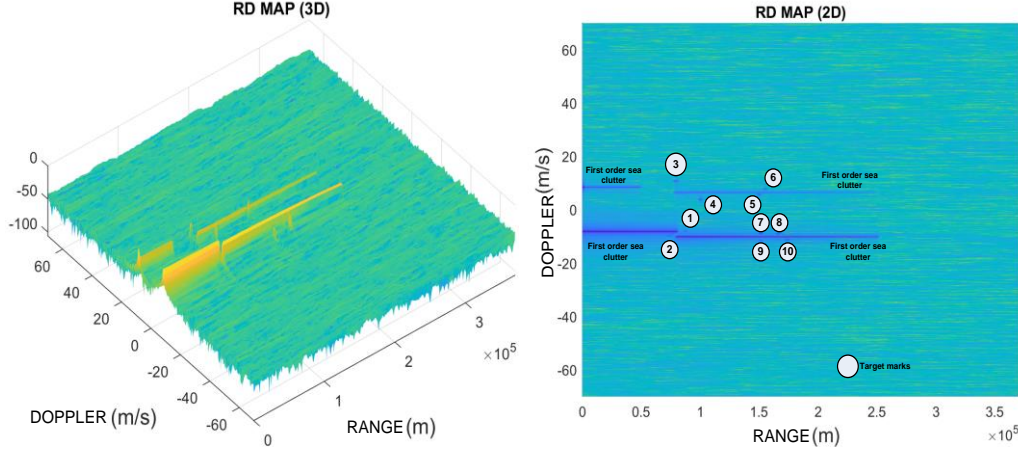 RD MAP (3D)
0
-50
-100
60
40
20
0
-20
-40
-60
DOPPLER (m/s)
0
1
2
3
×10^5
RANGE (m)
RD MAP (2D)
60
40
20
0
-20
-40
-60
DOPPLER(m/s)
First order sea
clutter
3
6
First order sea
clutter
4
5
1
7
8
First order sea
clutter
2
9
10
First order sea
clutter
Target marks
0
0.5
1
1.5
2
2.5
3
3.5
×10^5
RANGE (m)